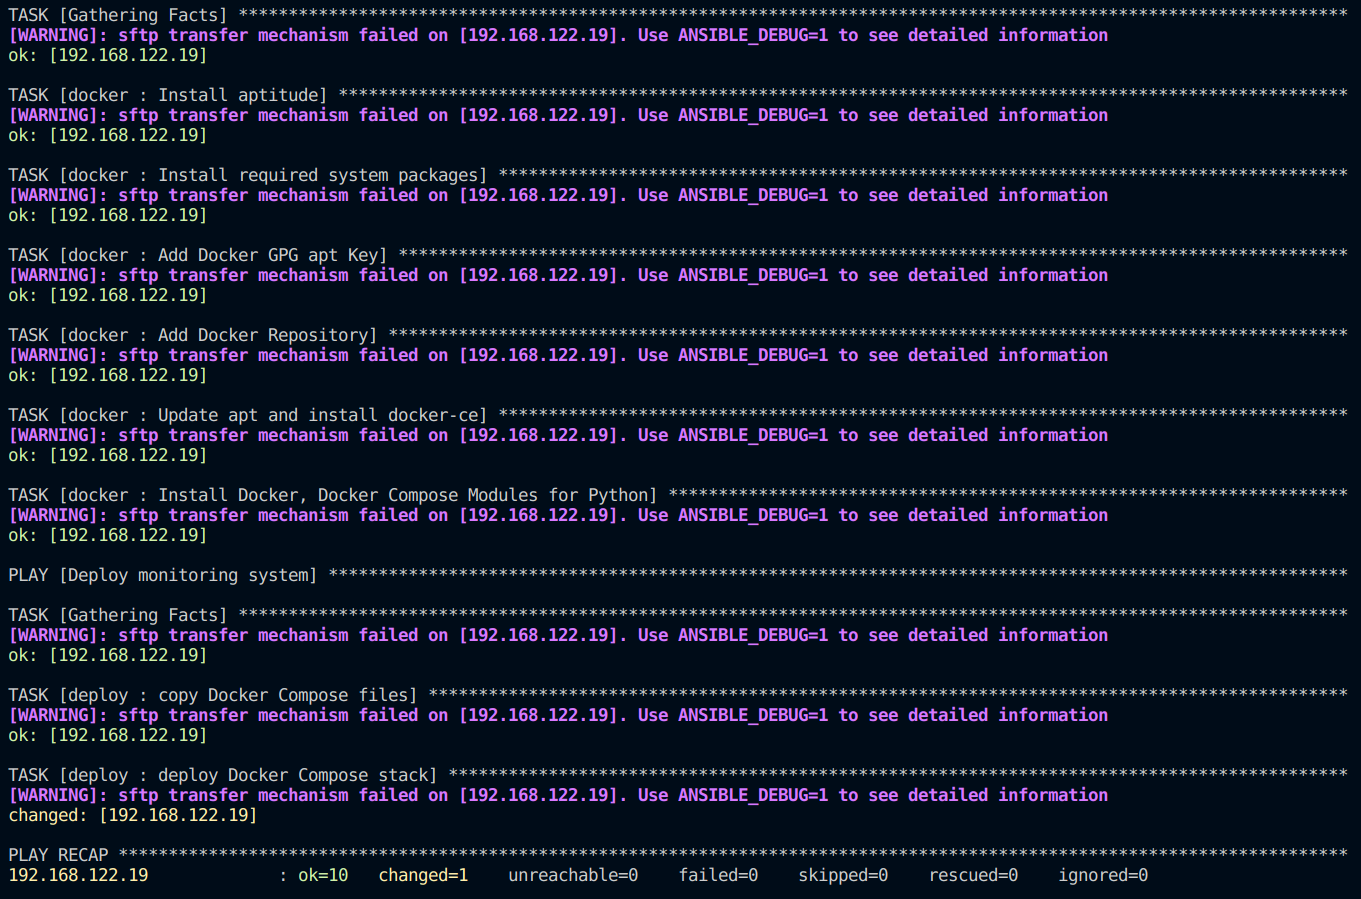 TASK [Gathering Facts] ***************************************************************************************************************
[WARNING]: sftp transfer mechanism failed on [192.168.122.19]. Use ANSIBLE_DEBUG=1 to see detailed information
ok: [192.168.122.19]
TASK [docker : Install aptitude] *****************************************************************************************************
[WARNING]: sftp transfer mechanism failed on [192.168.122.19]. Use ANSIBLE_DEBUG=1 to see detailed information
ok: [192.168.122.19]
TASK [docker : Install required system packages] *************************************************************************************
[WARNING]: sftp transfer mechanism failed on [192.168.122.19]. Use ANSIBLE_DEBUG=1 to see detailed information
ok: [192.168.122.19]
TASK [docker : Add Docker GPG apt Key] ***********************************************************************************************
[WARNING]: sftp transfer mechanism failed on [192.168.122.19]. Use ANSIBLE_DEBUG=1 to see detailed information
ok: [192.168.122.19]
TASK [docker : Add Docker Repository] ************************************************************************************************
[WARNING]: sftp transfer mechanism failed on [192.168.122.19]. Use ANSIBLE_DEBUG=1 to see detailed information
ok: [192.168.122.19]
TASK [docker : Update apt and install docker-ce] *************************************************************************************
[WARNING]: sftp transfer mechanism failed on [192.168.122.19]. Use ANSIBLE_DEBUG=1 to see detailed information
ok: [192.168.122.19]
TASK [docker : Install Docker, Docker Compose Modules for Python] ********************************************************************
[WARNING]: sftp transfer mechanism failed on [192.168.122.19]. Use ANSIBLE_DEBUG=1 to see detailed information
ok: [192.168.122.19]
PLAY [Deploy monitoring system] ******************************************************************************************************
TASK [Gathering Facts] ***************************************************************************************************************
[WARNING]: sftp transfer mechanism failed on [192.168.122.19]. Use ANSIBLE_DEBUG=1 to see detailed information
ok: [192.168.122.19]
TASK [deploy : copy Docker Compose files] ********************************************************************************************
[WARNING]: sftp transfer mechanism failed on [192.168.122.19]. Use ANSIBLE_DEBUG=1 to see detailed information
ok: [192.168.122.19]
TASK [deploy : deploy Docker Compose stack] ******************************************************************************************
[WARNING]: sftp transfer mechanism failed on [192.168.122.19]. Use ANSIBLE_DEBUG=1 to see detailed information
changed: [192.168.122.19]
PLAY RECAP ***************************************************************************************************************************
192.168.122.19             : ok=10   changed=1    unreachable=0    failed=0    skipped=0    rescued=0    ignored=0